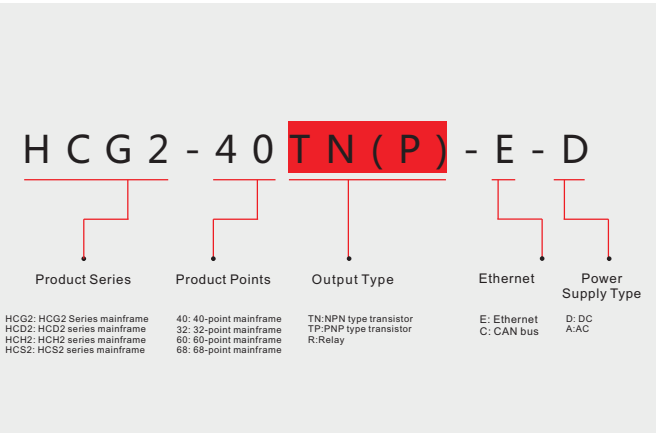 HCG2-40TN(P)-E-D
Product Series
Product Points
Output Type
Ethernet
Power
Supply Type
HCG2: HCG2 Series mainframe
HCD2: HCD2 series mainframe
HCH2: HCH2 series mainframe
HCS2: HCS2 series mainframe
40: 40-point mainframe
32: 32-point mainframe
60: 60-point mainframe
68: 68-point mainframe
TN:NPN type transistor
TP:PNP type transistor
R:Relay
E: Ethernet
C: CAN bus
D: DC
A:AC